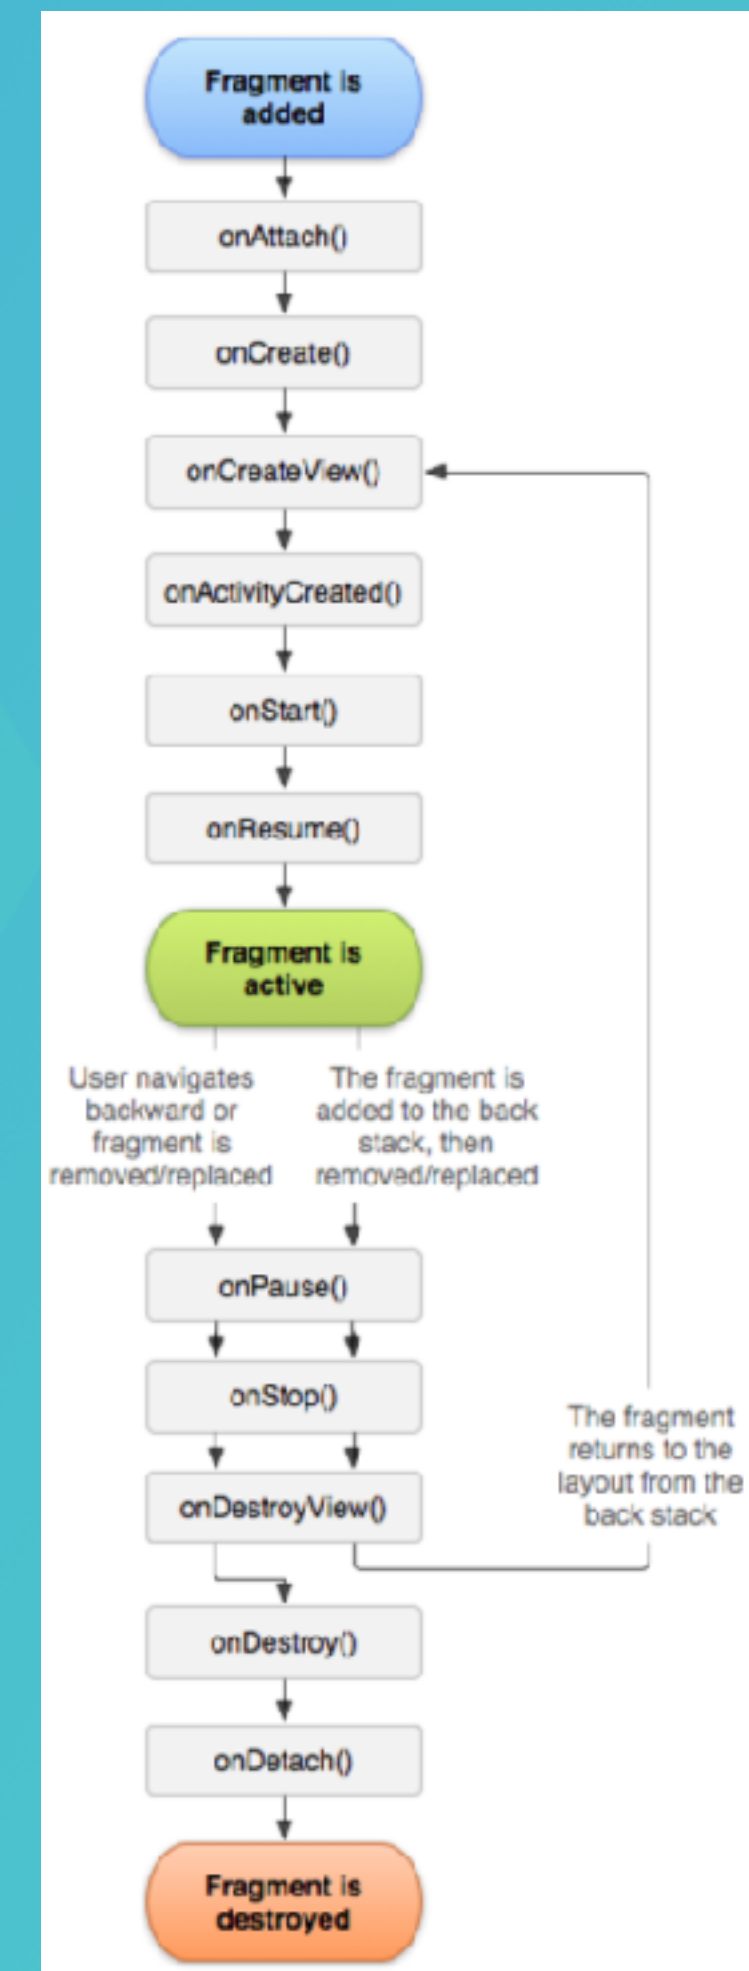 Fragment is
added
onAttach()
onCreate()
onCreateView()
onActivityCreated()
onStart()
onResume()
Fragment is
active
User navigates
backward or
fragment is
removed/replaced
The fragment is
added to the back
stack, then
removed/replaced
onPause()
onStop()
onDestroyView()
The fragment
returns to the
layout from the
back stack
onDestroy()
onDetach()
Fragment is
destroyed